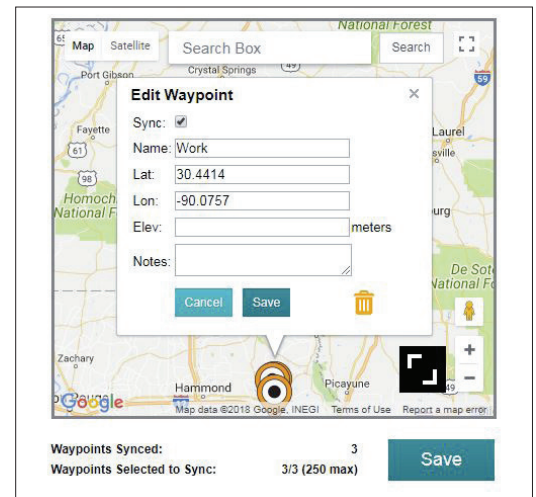 National Forest
Map Satellite Search Box Search
Port Gibson Crystal Springs
59
Edit Waypoint ×
Sync:
Fayette Name: Work Laurel
61 Lat: 30.4414
98 Lon: -90.0757
Homoch
National F Elev: meters urg
Notes:
De Sot
National Fo
Cancel Save
Zachary
Hammond Picayune
Google
Map data ©2018 Google, INEGI Terms of Use Report a map error
Waypoints Synced: 3
Waypoints Selected to Sync: 3/3 (250 max)
Save